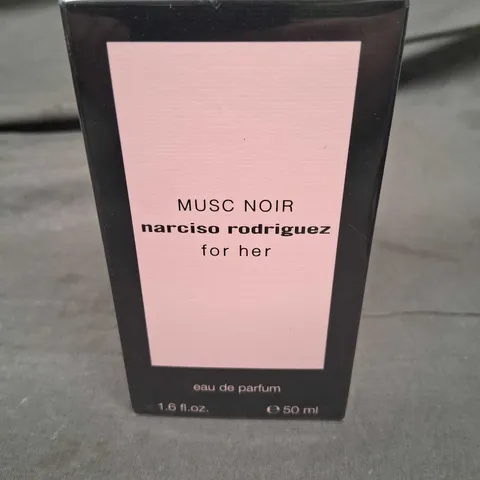 MUSC NOIR
narciso rodriguez
for her
eau de parfum
1.6 fl.oz. ℮ 50 ml